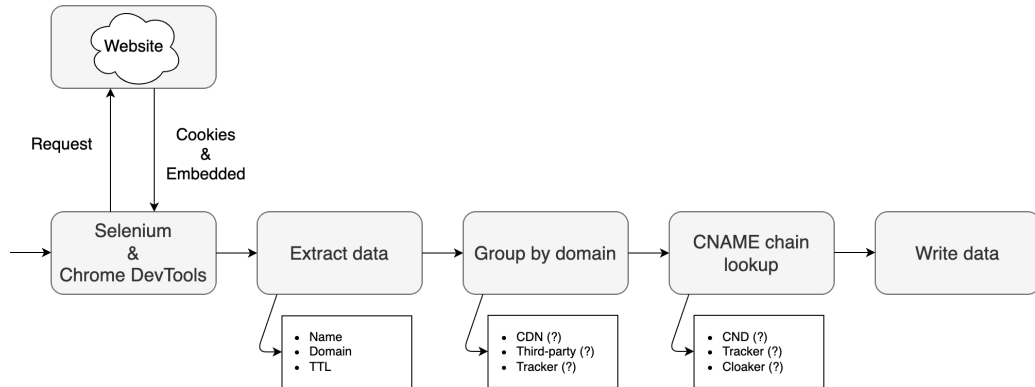 Website
Request
Cookies
&
Embedded
Selenium
&
Chrome DevTools
Extract data
Group by domain
CNAME chain
lookup
Write data
• Name
• Domain
• TTL
• CDN (?)
• Third-party (?)
• Tracker (?)
• CND (?)
• Tracker (?)
• Cloaker (?)